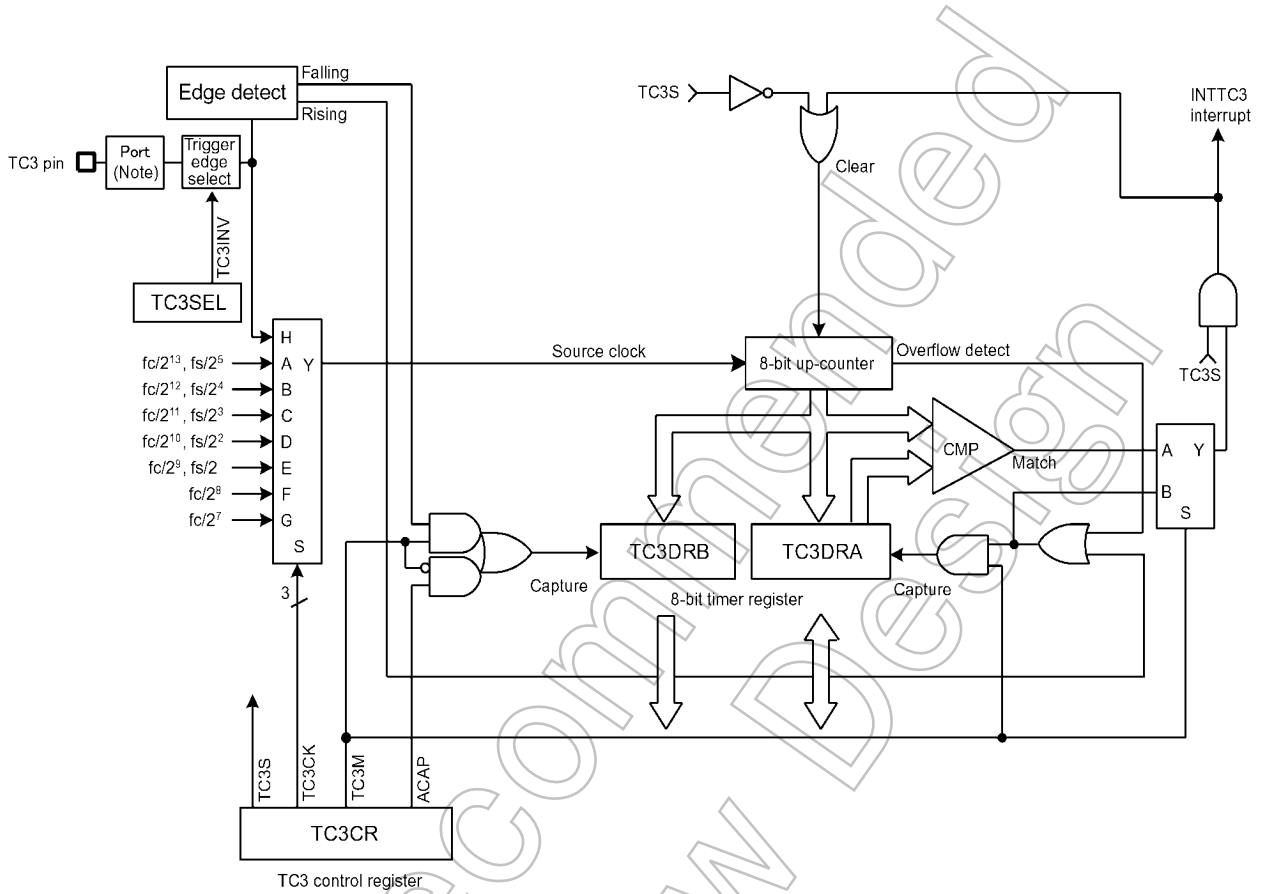 Falling
Edge detect
Rising
TC3 pin
Port
(Note)
Trigger
edge
select
TC3INV
TC3SEL
TC3S
Clear
INTTC3
interrupt
TC3S
H
fc/2¹³, fs/2⁵ A Y
fc/2¹², fs/2⁴ B
fc/2¹¹, fs/2³ C
fc/2¹⁰, fs/2² D
fc/2⁹, fs/2 E
fc/2⁸ F
fc/2⁷ G
S
3
Source clock
8-bit up-counter
Overflow detect
CMP
Match
A Y
B
S
TC3DRB
TC3DRA
Capture
Capture
8-bit timer register
TC3S
TC3CK
TC3M
ACAP
TC3CR
TC3 control register
ecommended
w Design